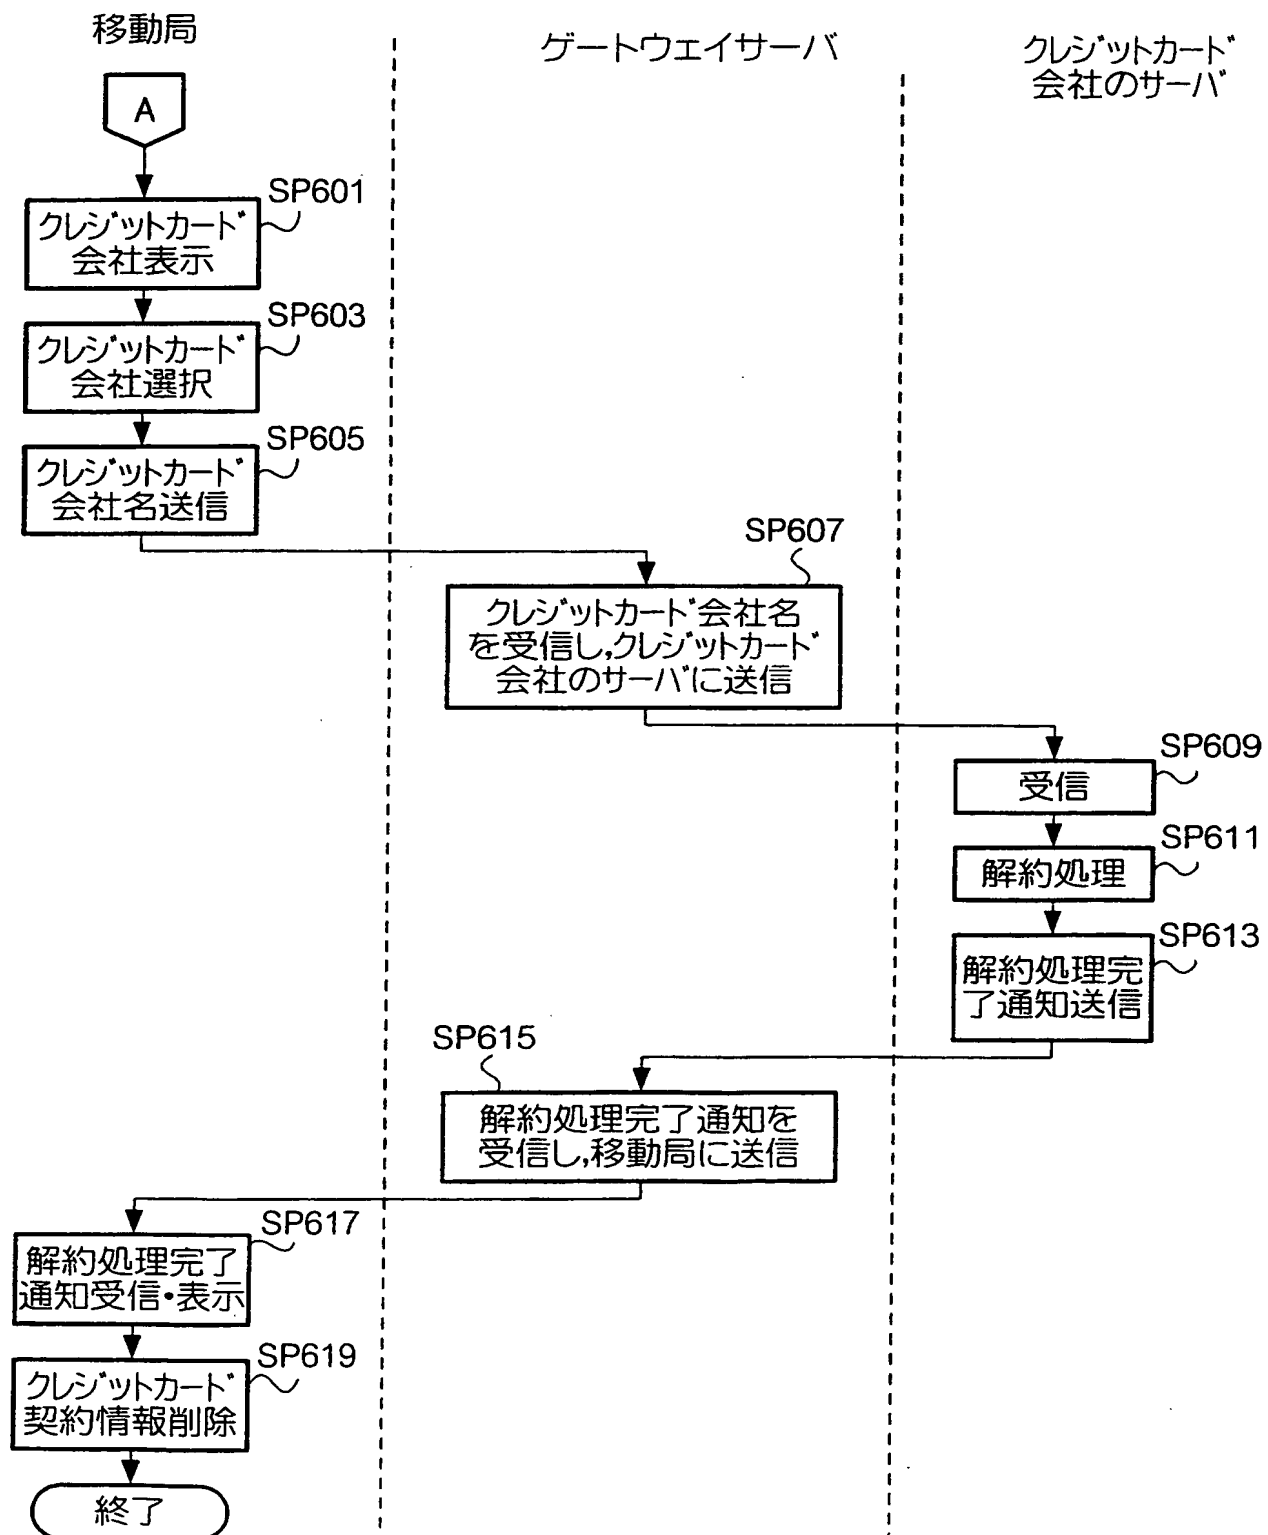 移動局
ゲートウェイサーバ
クレジットカード
会社のサーバ
A
SP601
クレジットカード
会社表示
SP603
クレジットカード
会社選択
SP605
クレジットカード
会社名送信
SP607
クレジットカード会社名
を受信し,クレジットカード
会社のサーバに送信
SP609
受信
SP611
解約処理
SP613
解約処理完
了通知送信
SP615
解約処理完了通知を
受信し,移動局に送信
SP617
解約処理完了
通知受信・表示
SP619
クレジットカード
契約情報削除
終了